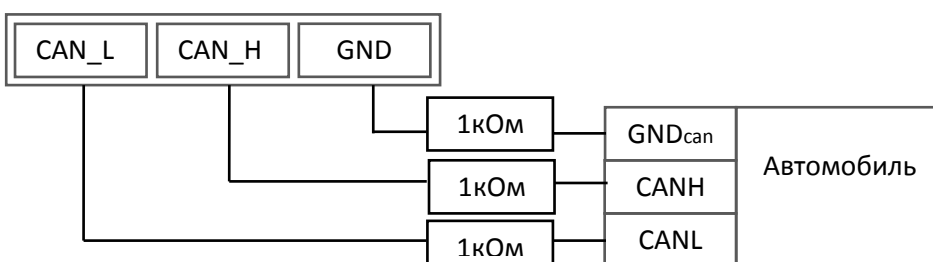 CAN_L CAN_H GND
1кОм GNDcan
Автомобиль
1кОм CANH
1кОм CANL